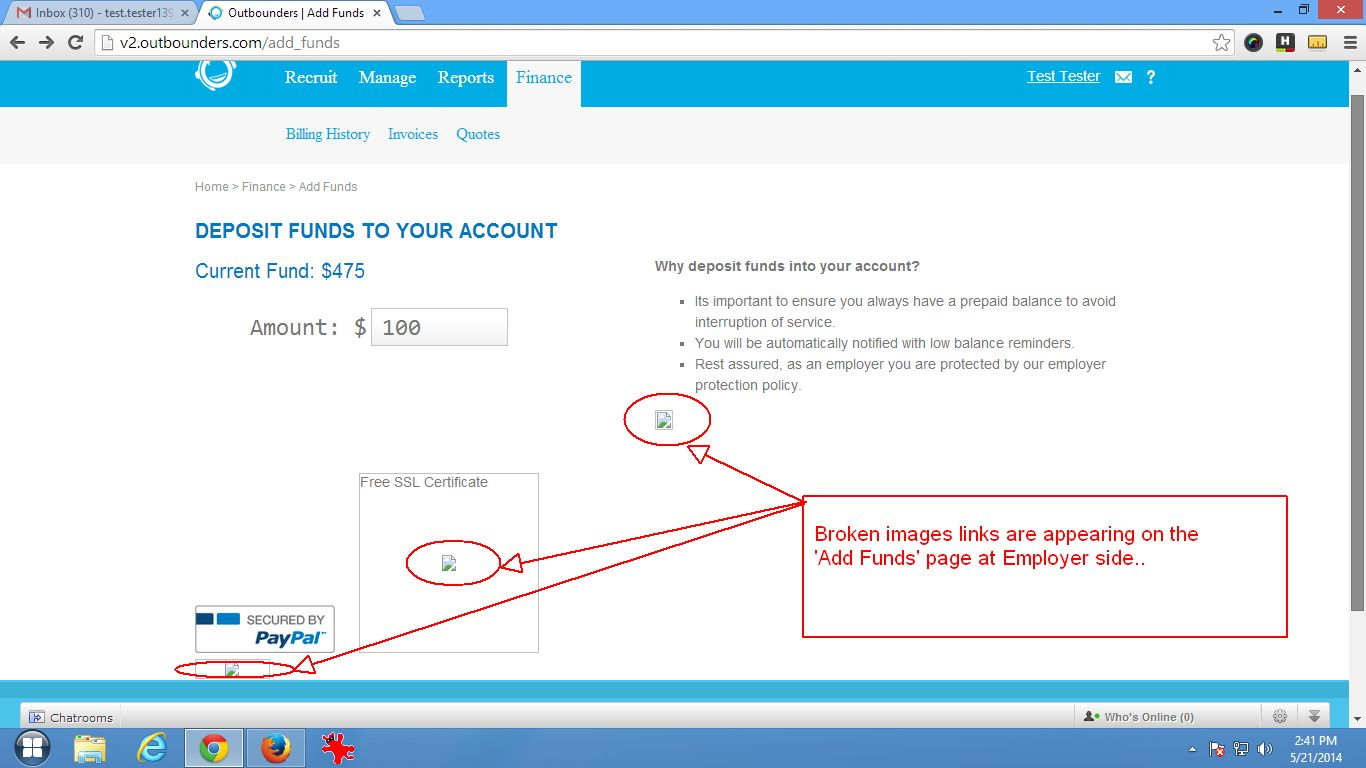 Inbox (310) - test.tester139
Outbounders | Add Funds
v2.outbounders.com/add_funds
H
Recruit Manage Reports Finance
Test Tester ?
Billing History Invoices Quotes
Home > Finance > Add Funds
DEPOSIT FUNDS TO YOUR ACCOUNT
Current Fund: $475
Amount: $ 100
Why deposit funds into your account?
Its important to ensure you always have a prepaid balance to avoid
interruption of service.
You will be automatically notified with low balance reminders.
Rest assured, as an employer you are protected by our employer
protection policy.
Free SSL Certificate
Broken images links are appearing on the
'Add Funds' page at Employer side..
SECURED BY
PayPal™
Chatrooms
Who's Online (0)
2:41 PM
5/21/2014